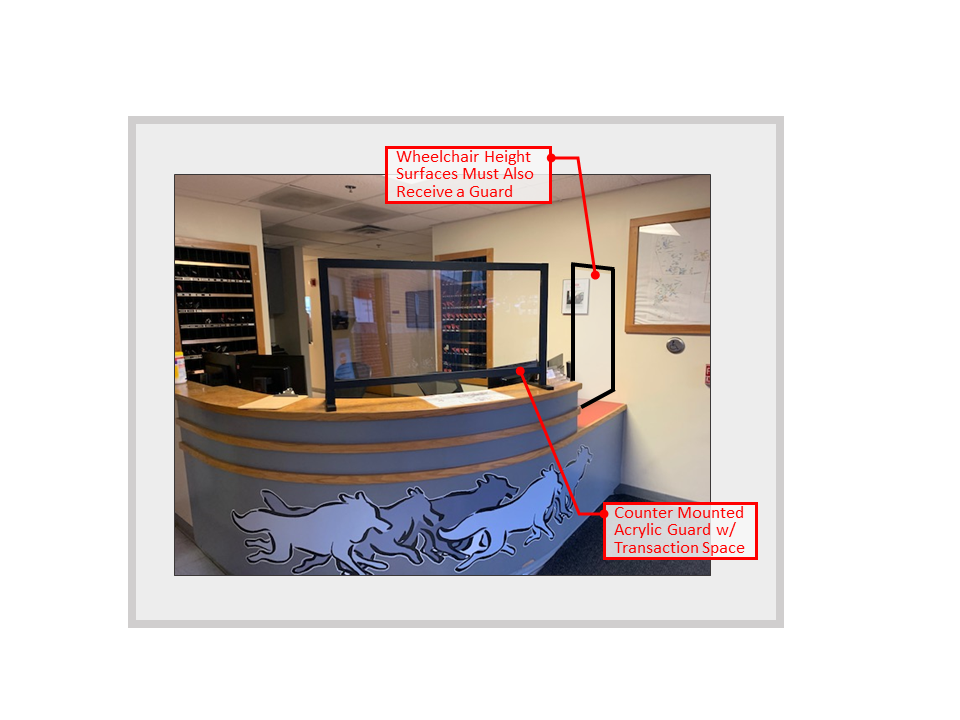 Wheelchair Height
Surfaces Must Also
Receive a Guard
Counter Mounted
Acrylic Guard w/
Transaction Space